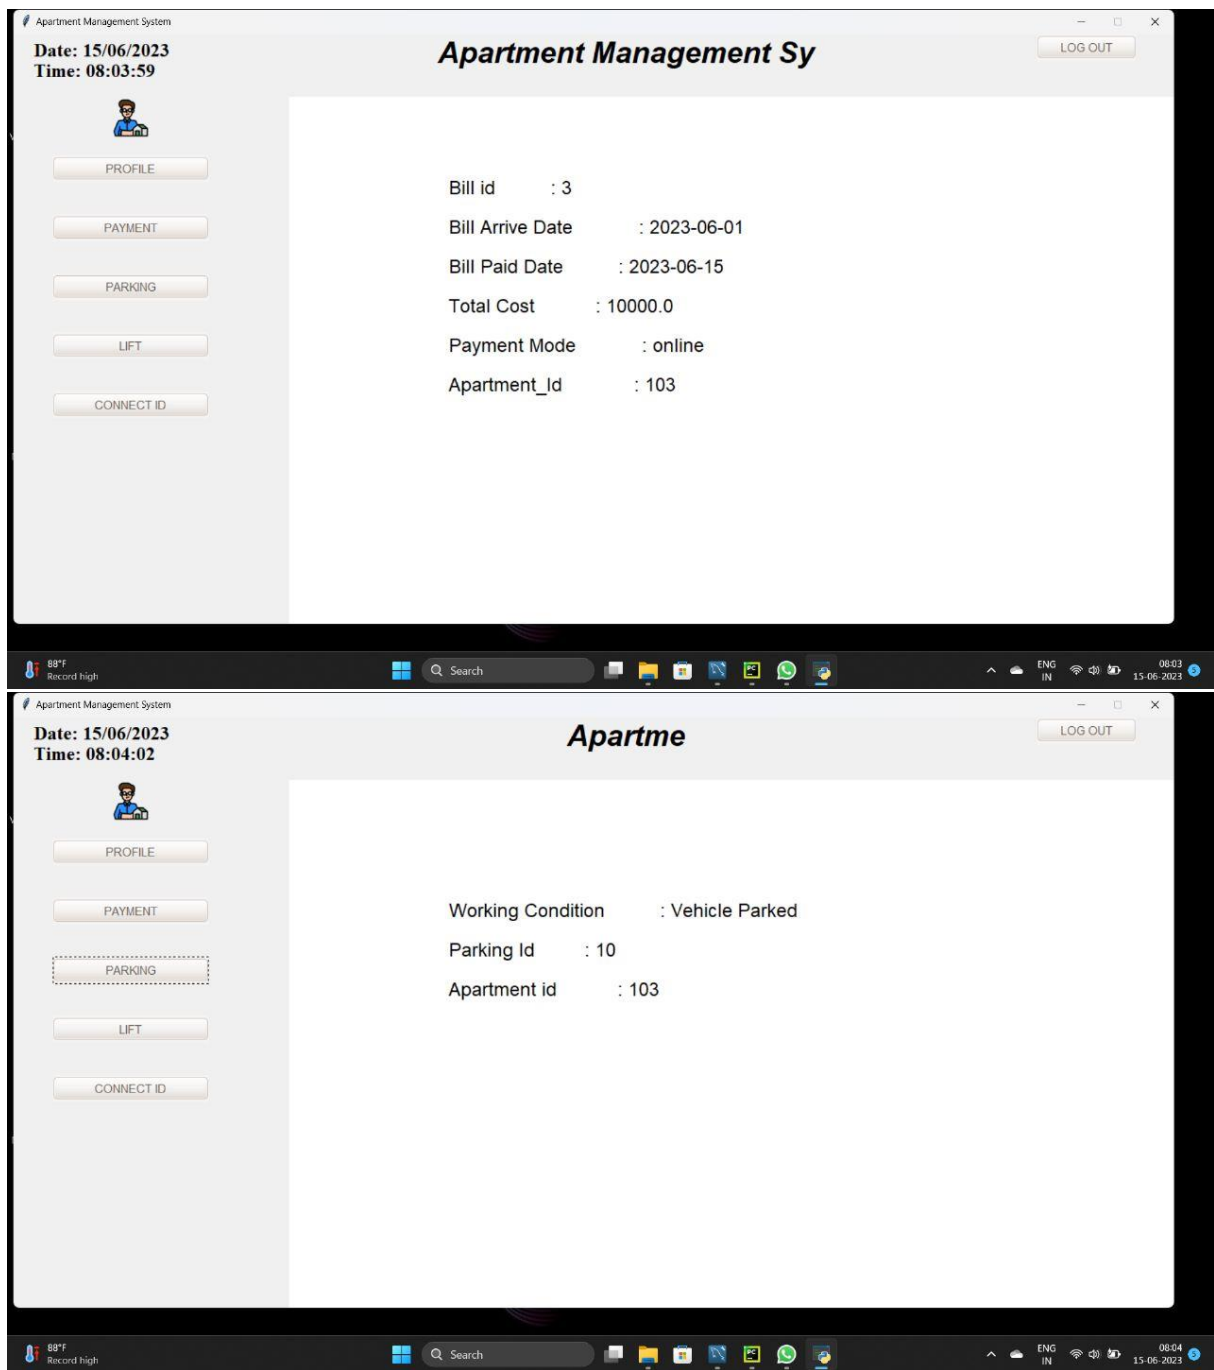 Apartment Management System
Date: 15/06/2023
Time: 08:03:59
Apartment Management Sy
LOG OUT
PROFILE
PAYMENT
PARKING
LIFT
CONNECT ID
Bill id : 3
Bill Arrive Date : 2023-06-01
Bill Paid Date : 2023-06-15
Total Cost : 10000.0
Payment Mode : online
Apartment_Id : 103
88°F
Record high
Search
PC
ENG
IN
08:03
15-06-2023
5
Apartment Management System
Date: 15/06/2023
Time: 08:04:02
Apartme
LOG OUT
PROFILE
PAYMENT
PARKING
LIFT
CONNECT ID
Working Condition : Vehicle Parked
Parking Id : 10
Apartment id : 103
88°F
Record high
Search
PC
ENG
IN
08:04
15-06-2023
5